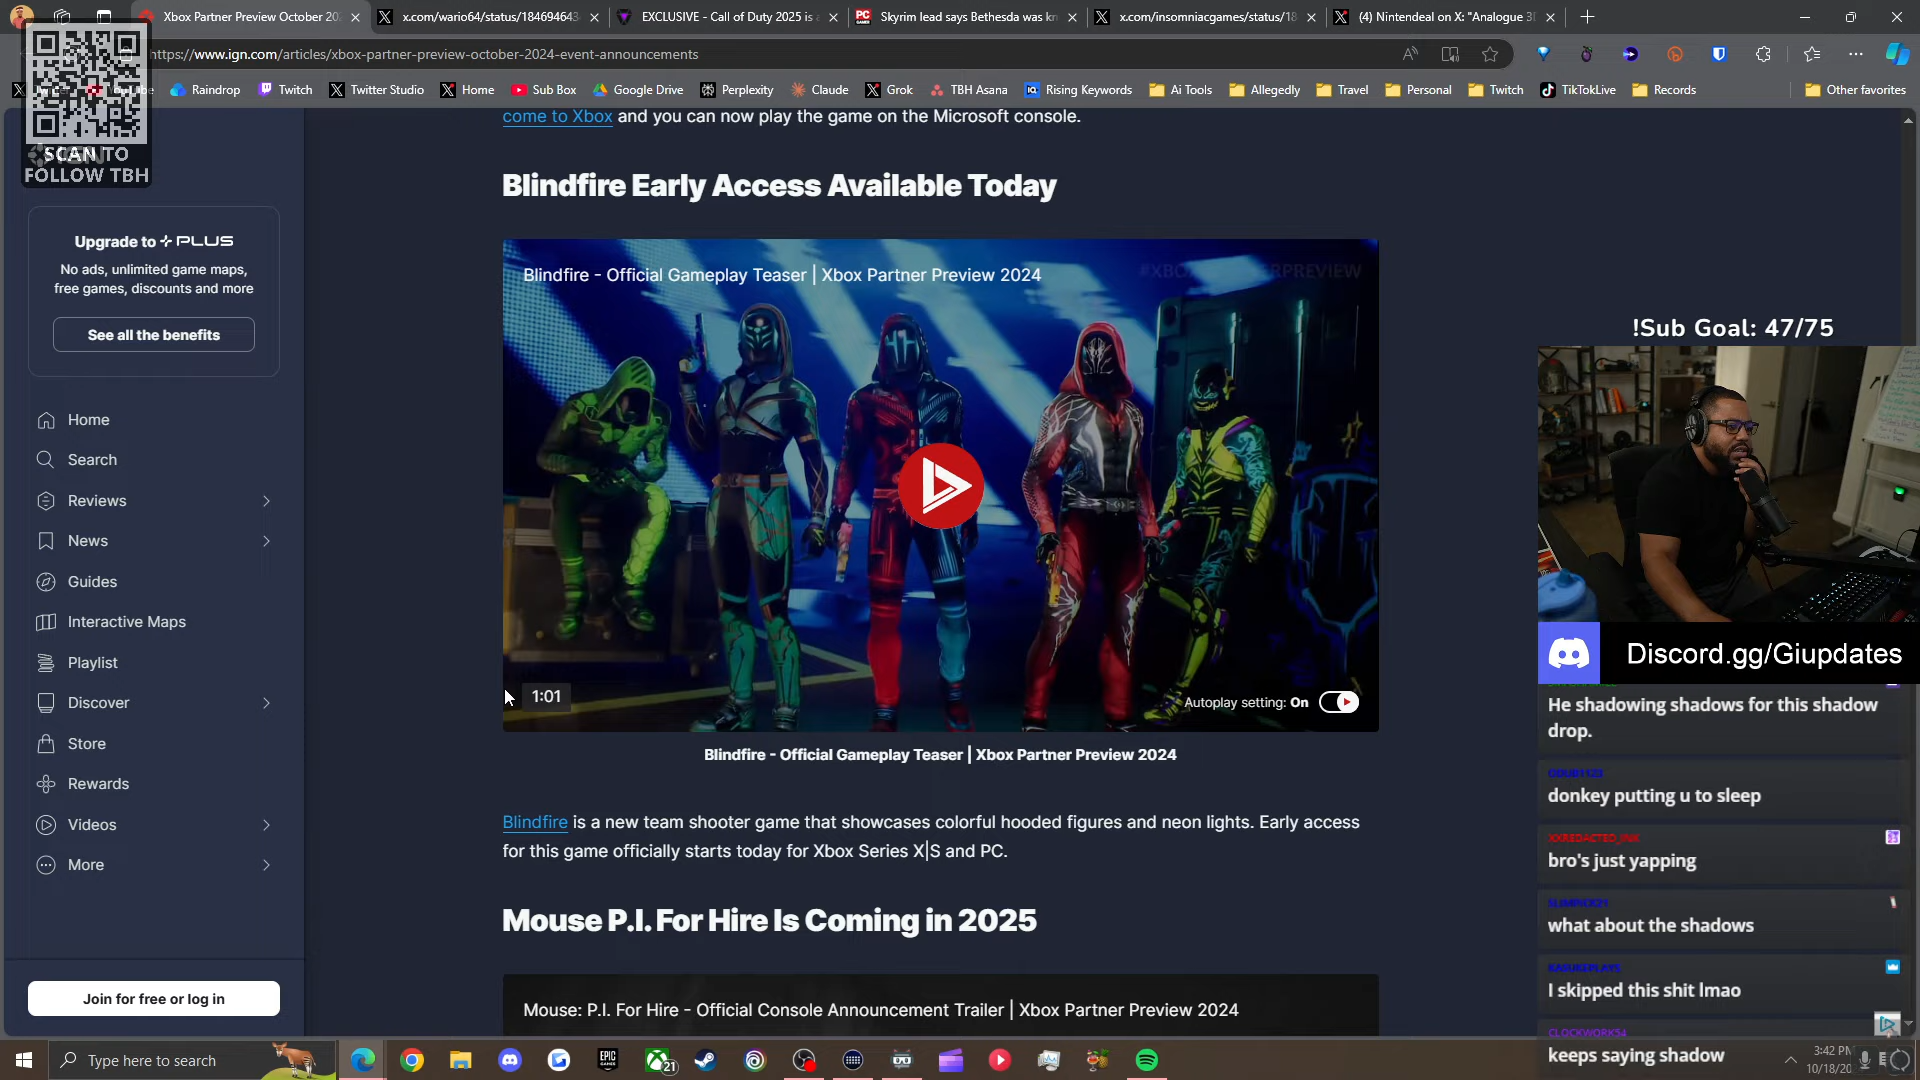 Xbox Partner Preview October 20
x.com/wario64/status/184694643
EXCLUSIVE - Call of Duty 2025 is a
Skyrim lead says Bethesda was kn
x.com/insomniacgames/status/18
(4) Nintendeal on X: "Analogue 3D
https://www.ign.com/articles/xbox-partner-preview-october-2024-event-announcements
Raindrop
Twitch
Twitter Studio
Home
Sub Box
Google Drive
Perplexity
Claude
Grok
TBH Asana
Rising Keywords
Ai Tools
Allegedly
Travel
Personal
Twitch
TikTokLive
Records
Other favorites
SCAN TO
FOLLOW TBH
Upgrade to PLUS
No ads, unlimited game maps,
free games, discounts and more
See all the benefits
Home
Search
Reviews
News
Guides
Interactive Maps
Playlist
Discover
Store
Rewards
Videos
More
Join for free or log in
come to Xbox and you can now play the game on the Microsoft console.
Blindfire Early Access Available Today
Blindfire - Official Gameplay Teaser | Xbox Partner Preview 2024
1:01
Autoplay setting: On
Blindfire - Official Gameplay Teaser | Xbox Partner Preview 2024
Blindfire is a new team shooter game that showcases colorful hooded figures and neon lights. Early access
for this game officially starts today for Xbox Series X|S and PC.
Mouse P.I. For Hire Is Coming in 2025
Mouse: P.I. For Hire - Official Console Announcement Trailer | Xbox Partner Preview 2024
!Sub Goal: 47/75
Discord.gg/Giupdates
He shadowing shadows for this shadow
drop.
donkey putting u to sleep
XXREDACTED_INK
bro's just yapping
what about the shadows
I skipped this shit lmao
CLOCKWORK54
keeps saying shadow
Type here to search
EPIC
21
3:42 PM
10/18/20